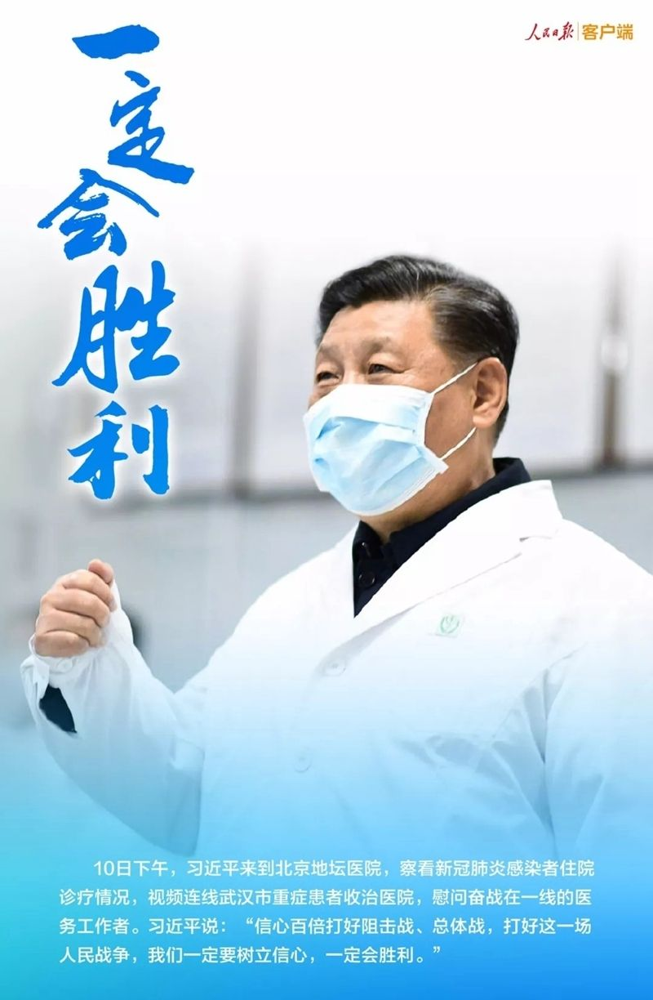 人民日报 客户端
一定会胜利
10日下午，习近平来到北京地坛医院，察看新冠肺炎感染者住院
诊疗情况，视频连线武汉市重症患者收治医院，慰问奋战在一线的医
务工作者。习近平说：“信心百倍打好阻击战、总体战，打好这一场
人民战争，我们一定要树立信心，一定会胜利。”